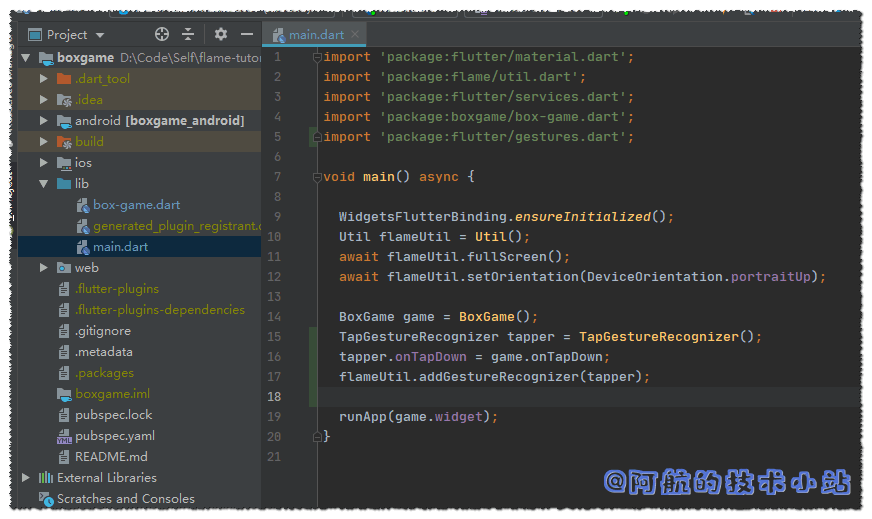 Project
main.dart
boxgame D:\Code\Self\flame-tutor
.dart_tool
.idea
android [boxgame_android]
build
ios
lib
box-game.dart
generated_plugin_registrant.
main.dart
web
.flutter-plugins
.flutter-plugins-dependencies
.gitignore
.metadata
.packages
boxgame.iml
pubspec.lock
pubspec.yaml
README.md
External Libraries
Scratches and Consoles
1 import 'package:flutter/material.dart';
2 import 'package:flame/util.dart';
3 import 'package:flutter/services.dart';
4 import 'package:boxgame/box-game.dart';
5 import 'package:flutter/gestures.dart';
6
7 void main() async {
8
9 WidgetsFlutterBinding.ensureInitialized();
10 Util flameUtil = Util();
11 await flameUtil.fullScreen();
12 await flameUtil.setOrientation(DeviceOrientation.portraitUp);
13
14 BoxGame game = BoxGame();
15 TapGestureRecognizer tapper = TapGestureRecognizer();
16 tapper.onTapDown = game.onTapDown;
17 flameUtil.addGestureRecognizer(tapper);
18
19 runApp(game.widget);
20 }
21
@阿航的技术小站